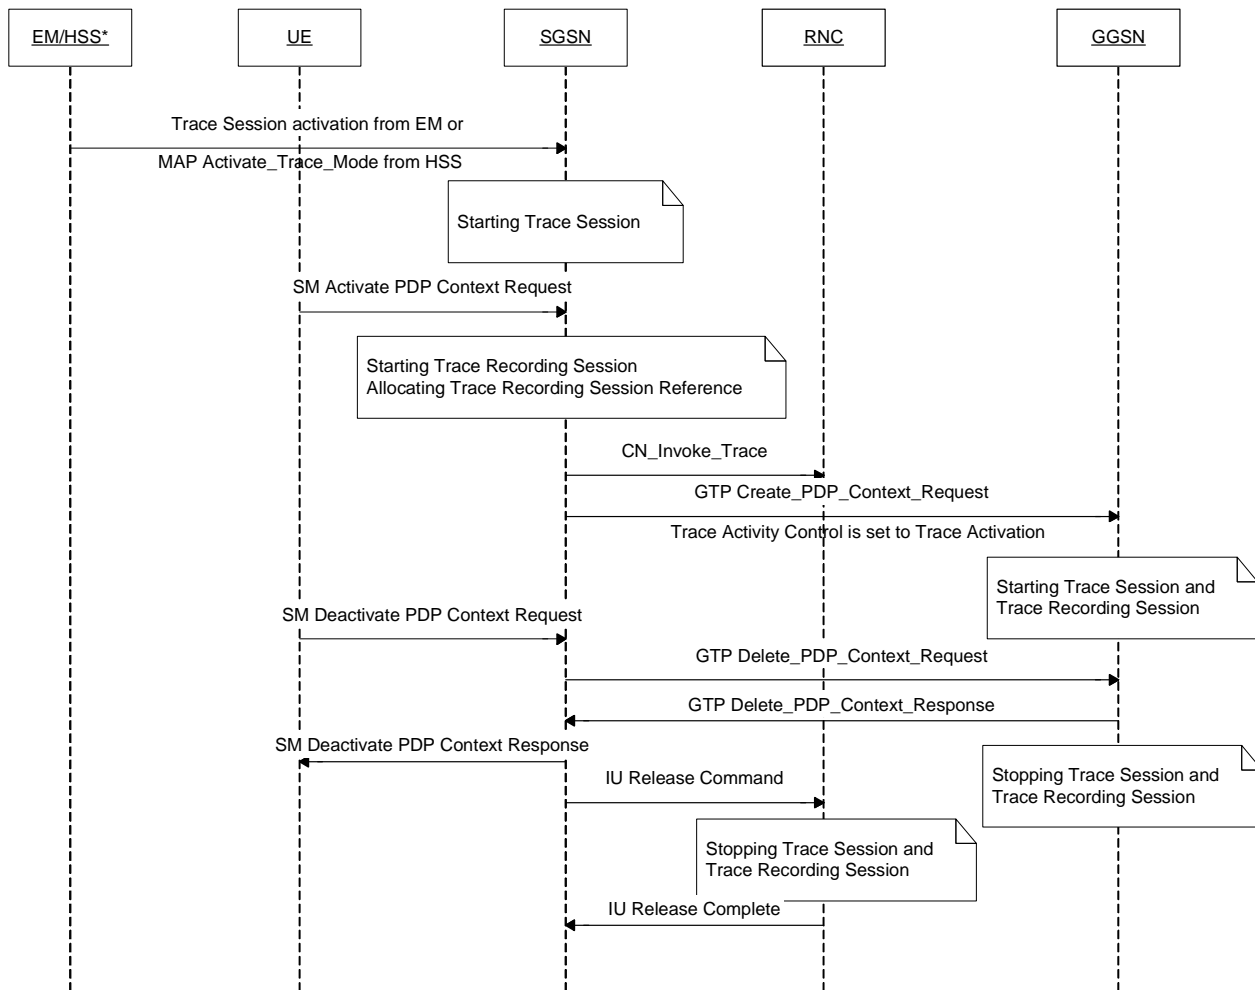 EM/HSS*
UE
SGSN
RNC
GGSN
Trace Session activation from EM or
MAP Activate_Trace_Mode from HSS
Starting Trace Session
SM Activate PDP Context Request
Starting Trace Recording Session
Allocating Trace Recording Session Reference
CN_Invoke_Trace
GTP Create_PDP_Context_Request
Trace Activity Control is set to Trace Activation
Starting Trace Session and
Trace Recording Session
SM Deactivate PDP Context Request
GTP Delete_PDP_Context_Request
GTP Delete_PDP_Context_Response
SM Deactivate PDP Context Response
Stopping Trace Session and
Trace Recording Session
IU Release Command
Stopping Trace Session and
Trace Recording Session
IU Release Complete